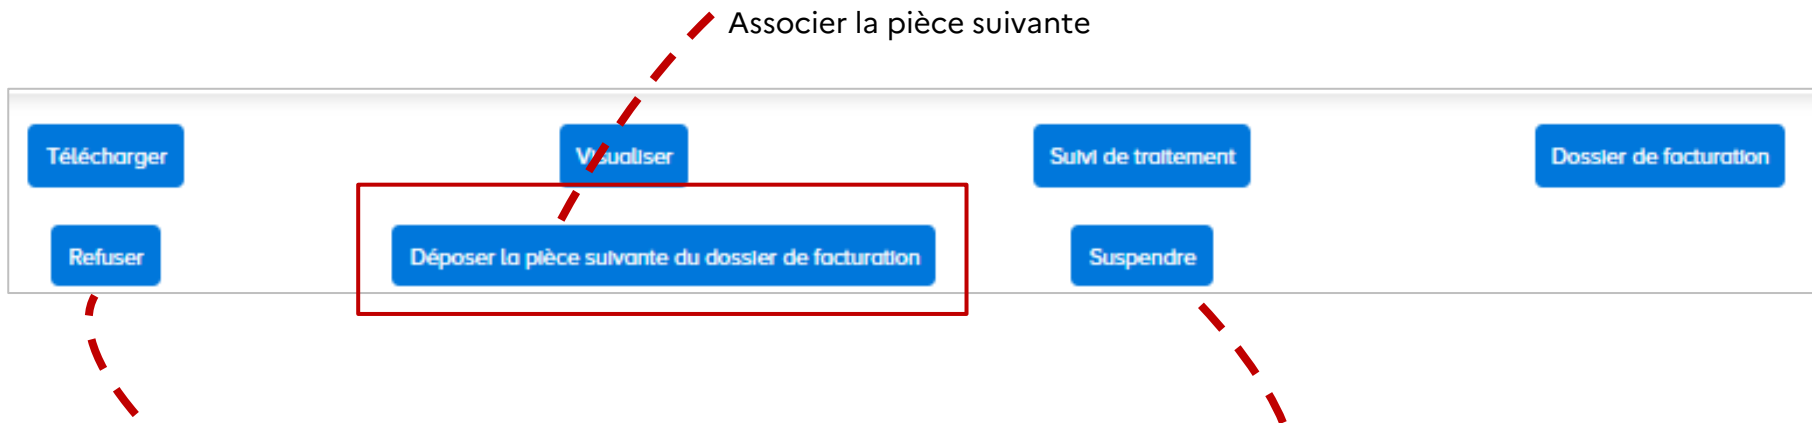 Associer la pièce suivante
Télécharger Visualiser Suivi de traitement Dossier de facturation
Refuser Déposer la pièce suivante du dossier de facturation Suspendre